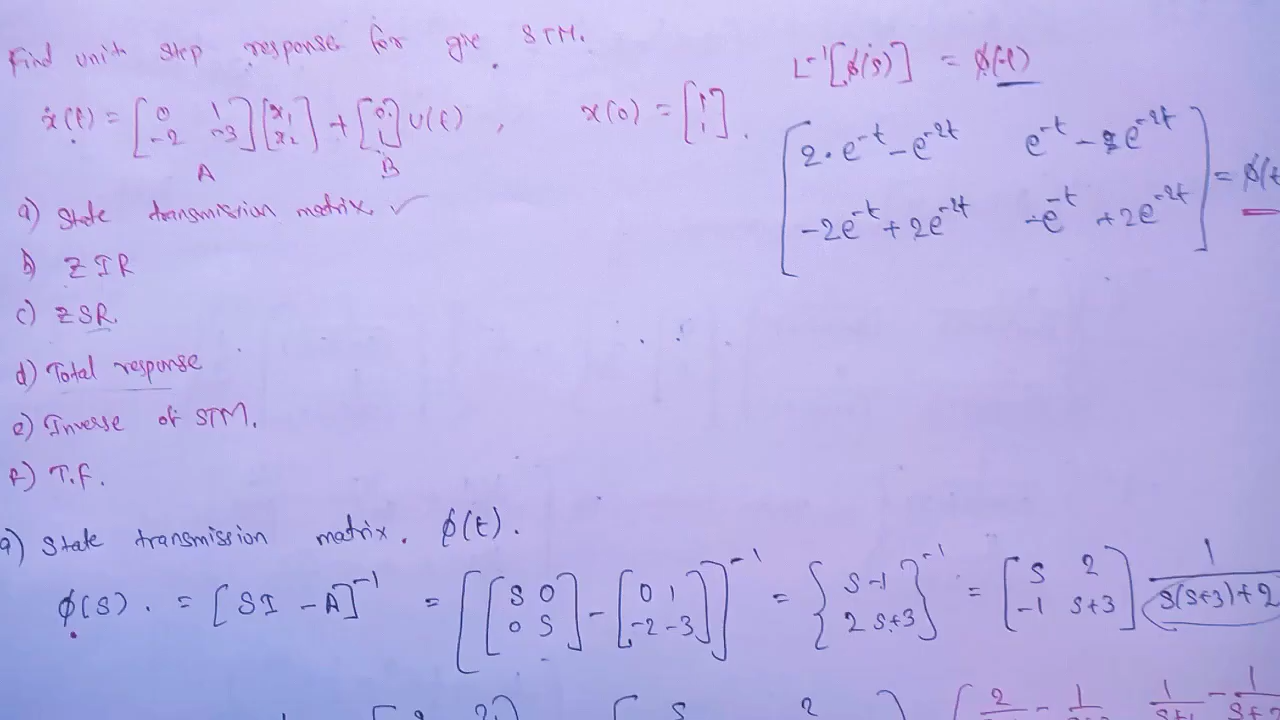 Find unit step response for give STM.
ẋ(t) = [0 1 -2 -3] [x₁ x₂] + [0 1] U(t) , x(0) = [1 1].
A B
a) State transmission matrix ✓
b) ZIR
c) ZSR.
d) Total response
e) Inverse of STM.
f) T.F.
L⁻¹[ϕ(s)] = ϕ(t)
[2·e⁻ᵗ - e⁻²ᵗ e⁻ᵗ - e⁻²ᵗ
-2e⁻ᵗ + 2e⁻²ᵗ -e⁻ᵗ + 2e⁻²ᵗ] = ϕ(t
a) State transmission matrix. ϕ(t).
ϕ(s). = [SI - A]⁻¹ = [[S 0 0 S] - [0 1 -2 -3]]⁻¹ = {S -1 2 S+3}⁻¹ = [S 2 -1 S+3] 1/S(S+3)+2